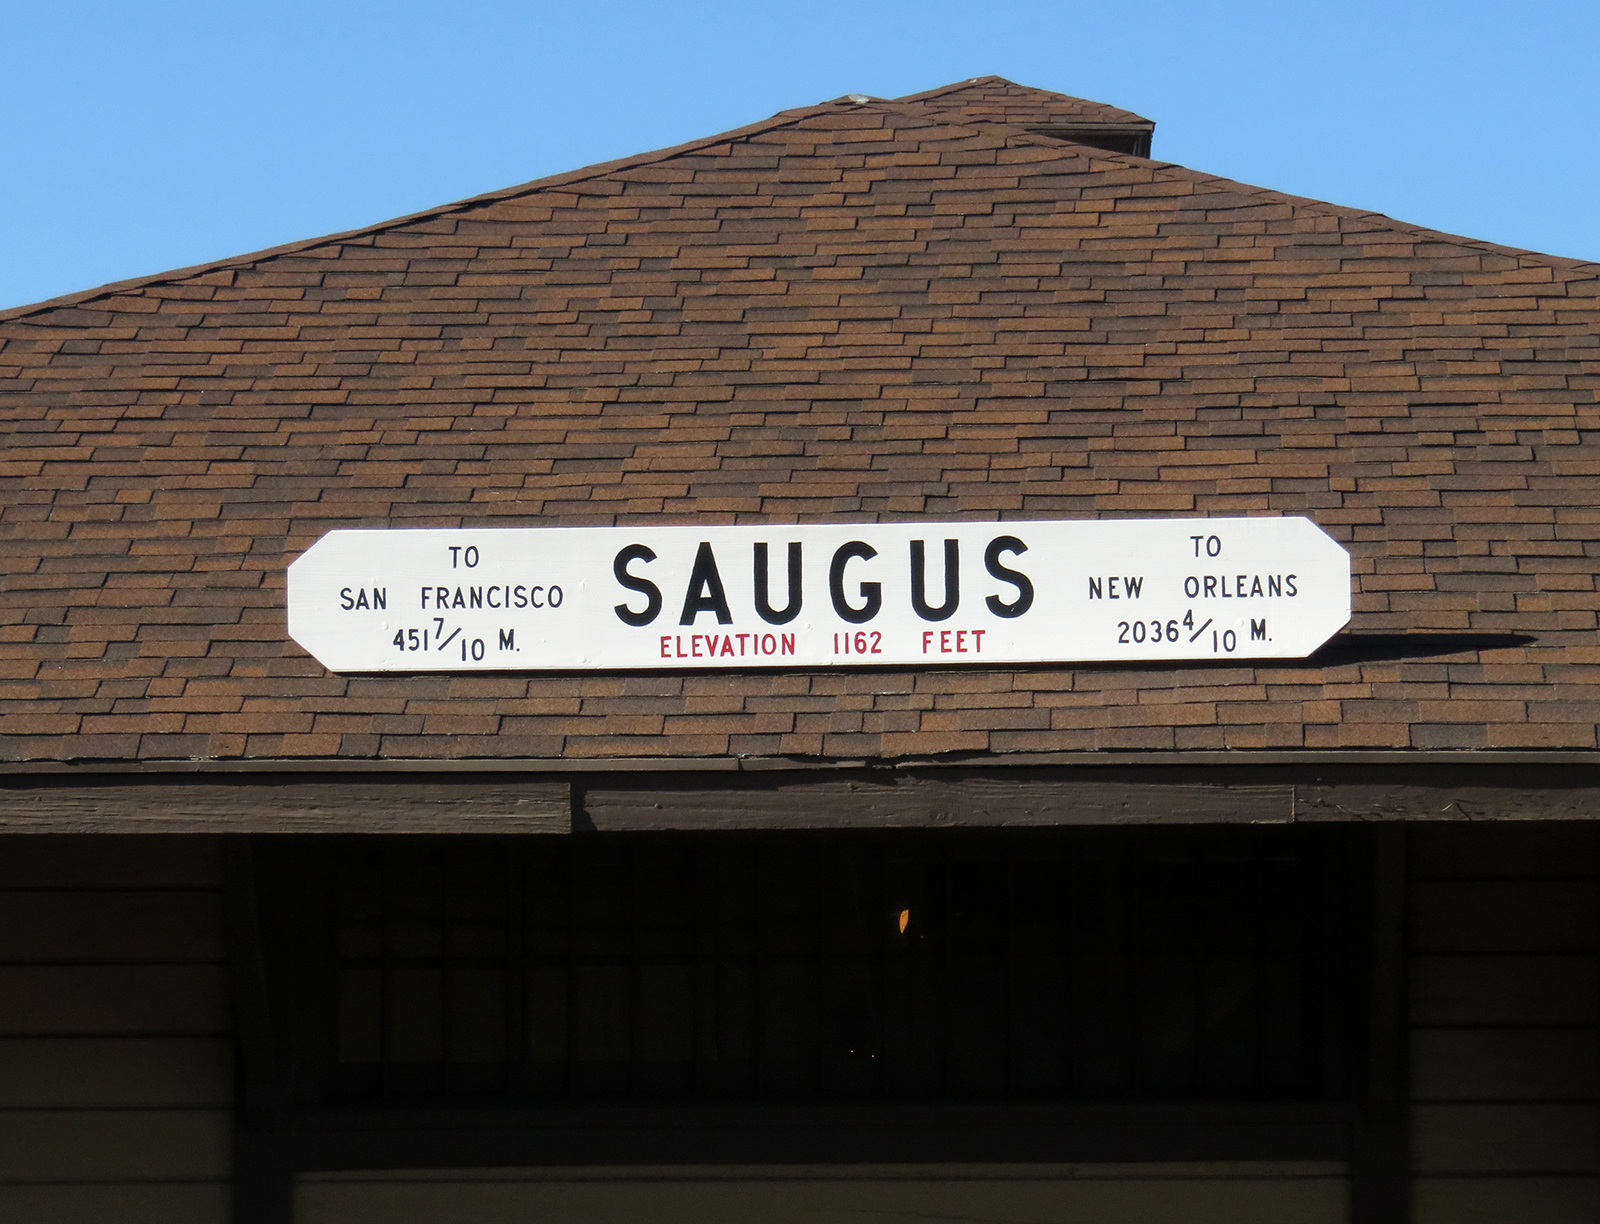 TO
SAN FRANCISCO
451 7/10 M.
SAUGUS
ELEVATION 1162 FEET
TO
NEW ORLEANS
2036 4/10 M.